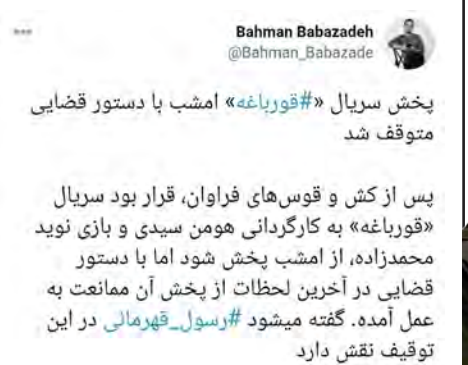 Bahman Babazadeh
@Bahman_Babazade
پخش سریال «#قورباغه» امشب با دستور قضایی
متوقف شد
پس از کش و قوس‌های فراوان، قرار بود سریال
«قورباغه» به کارگردانی هومن سیدی و بازی نوید
محمدزاده، از امشب پخش شود اما با دستور
قضایی در آخرین لحظات از پخش آن ممانعت به
عمل آمده. گفته میشود #رسول_قهرمانی در این
توقیف نقش دارد